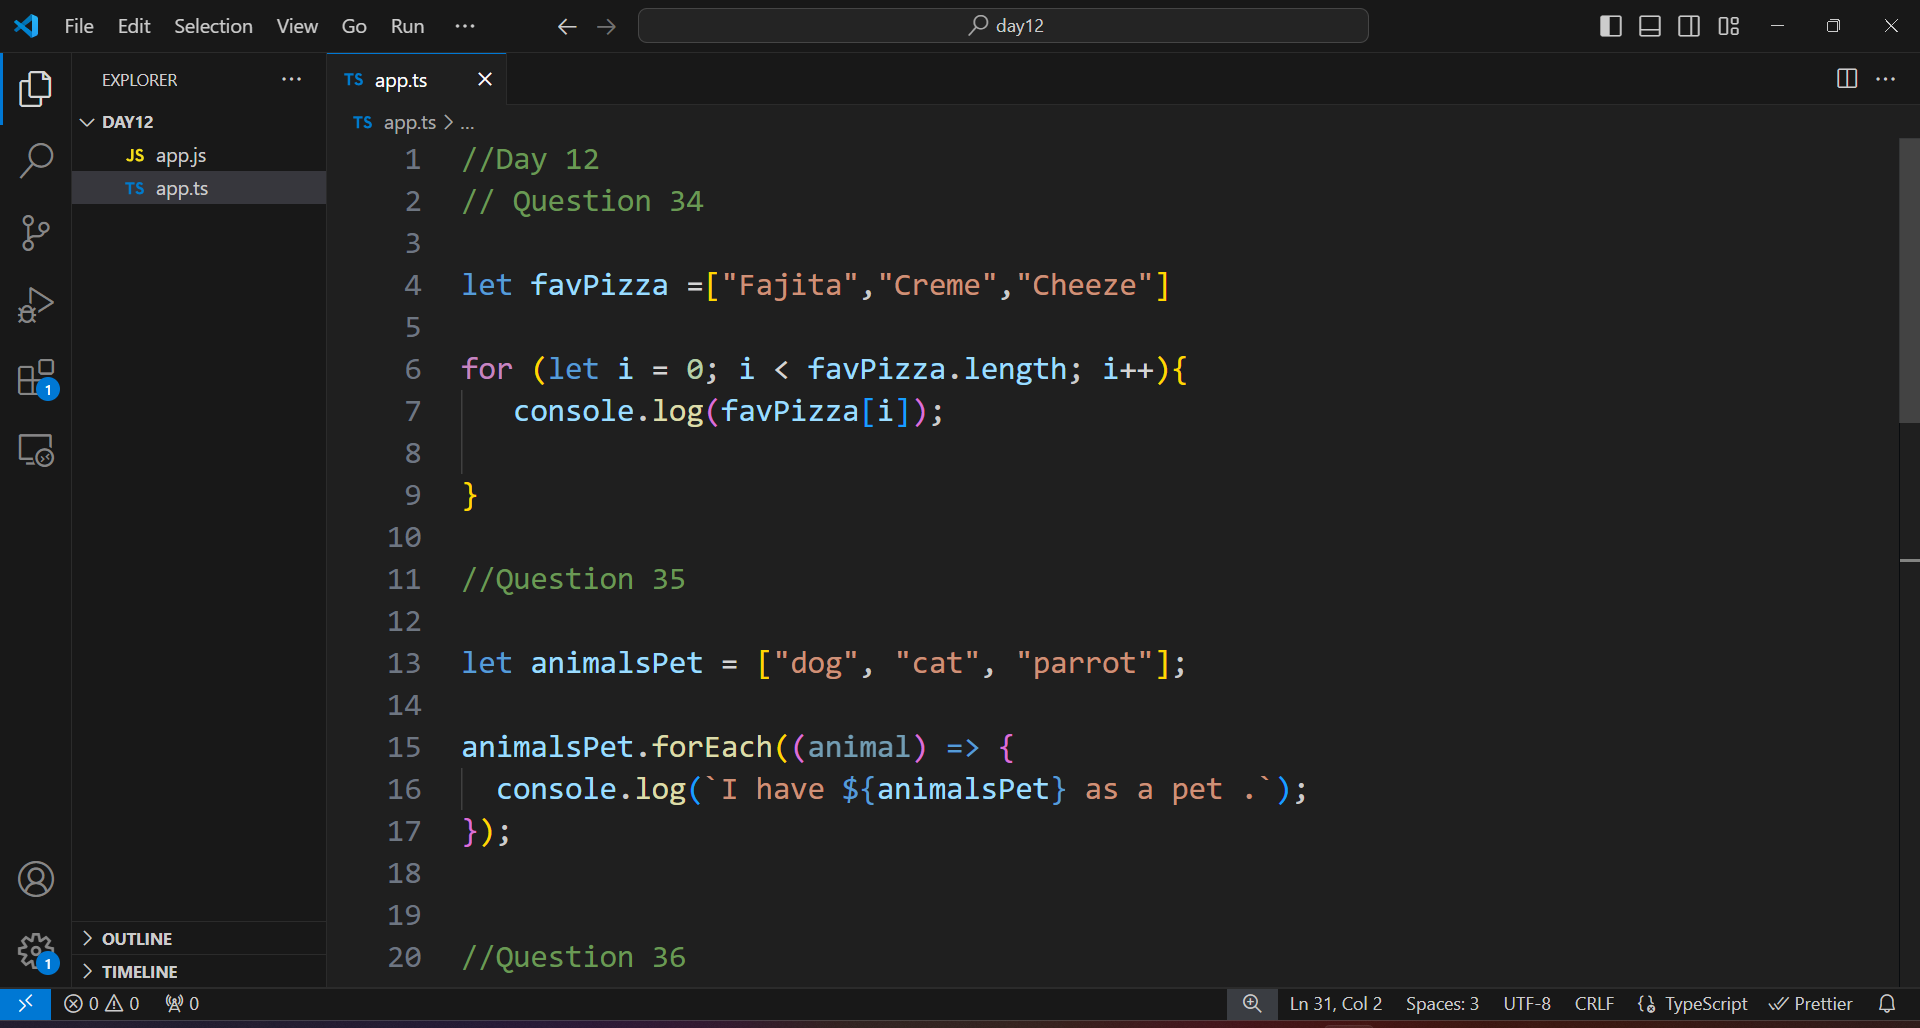 File Edit Selection View Go Run ··· day12
EXPLORER ···
DAY12
JS app.js
TS app.ts
OUTLINE
TIMELINE
TS app.ts
TS app.ts > ...
1 //Day 12
2 // Question 34
3
4 let favPizza =["Fajita","Creme","Cheeze"]
5
6 for (let i = 0; i < favPizza.length; i++){
7 console.log(favPizza[i]);
8
9 }
10
11 //Question 35
12
13 let animalsPet = ["dog", "cat", "parrot"];
14
15 animalsPet.forEach((animal) => {
16 console.log(`I have ${animalsPet} as a pet .`);
17 });
18
19
20 //Question 36
1
1
0 0 0 Ln 31, Col 2 Spaces: 3 UTF-8 CRLF TypeScript Prettier